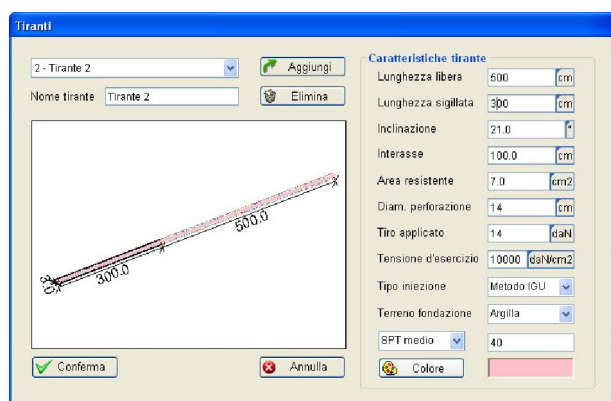 Tiranti
2 - Tirante 2
Aggiungi
Nome tirante Tirante 2
Elimina
500.0
300.0
Conferma
Annulla
Caratteristiche tirante
Lunghezza libera 500 cm
Lunghezza sigillata 300 cm
Inclinazione 21.0 °
Interasse 100.0 cm
Area resistente 7.0 cm2
Diam. perforazione 14 cm
Tiro applicato 14 daN
Tensione d'esercizio 10000 daN/cm2
Tipo iniezione Metodo IGU
Terreno fondazione Argilla
SPT medio 40
Colore